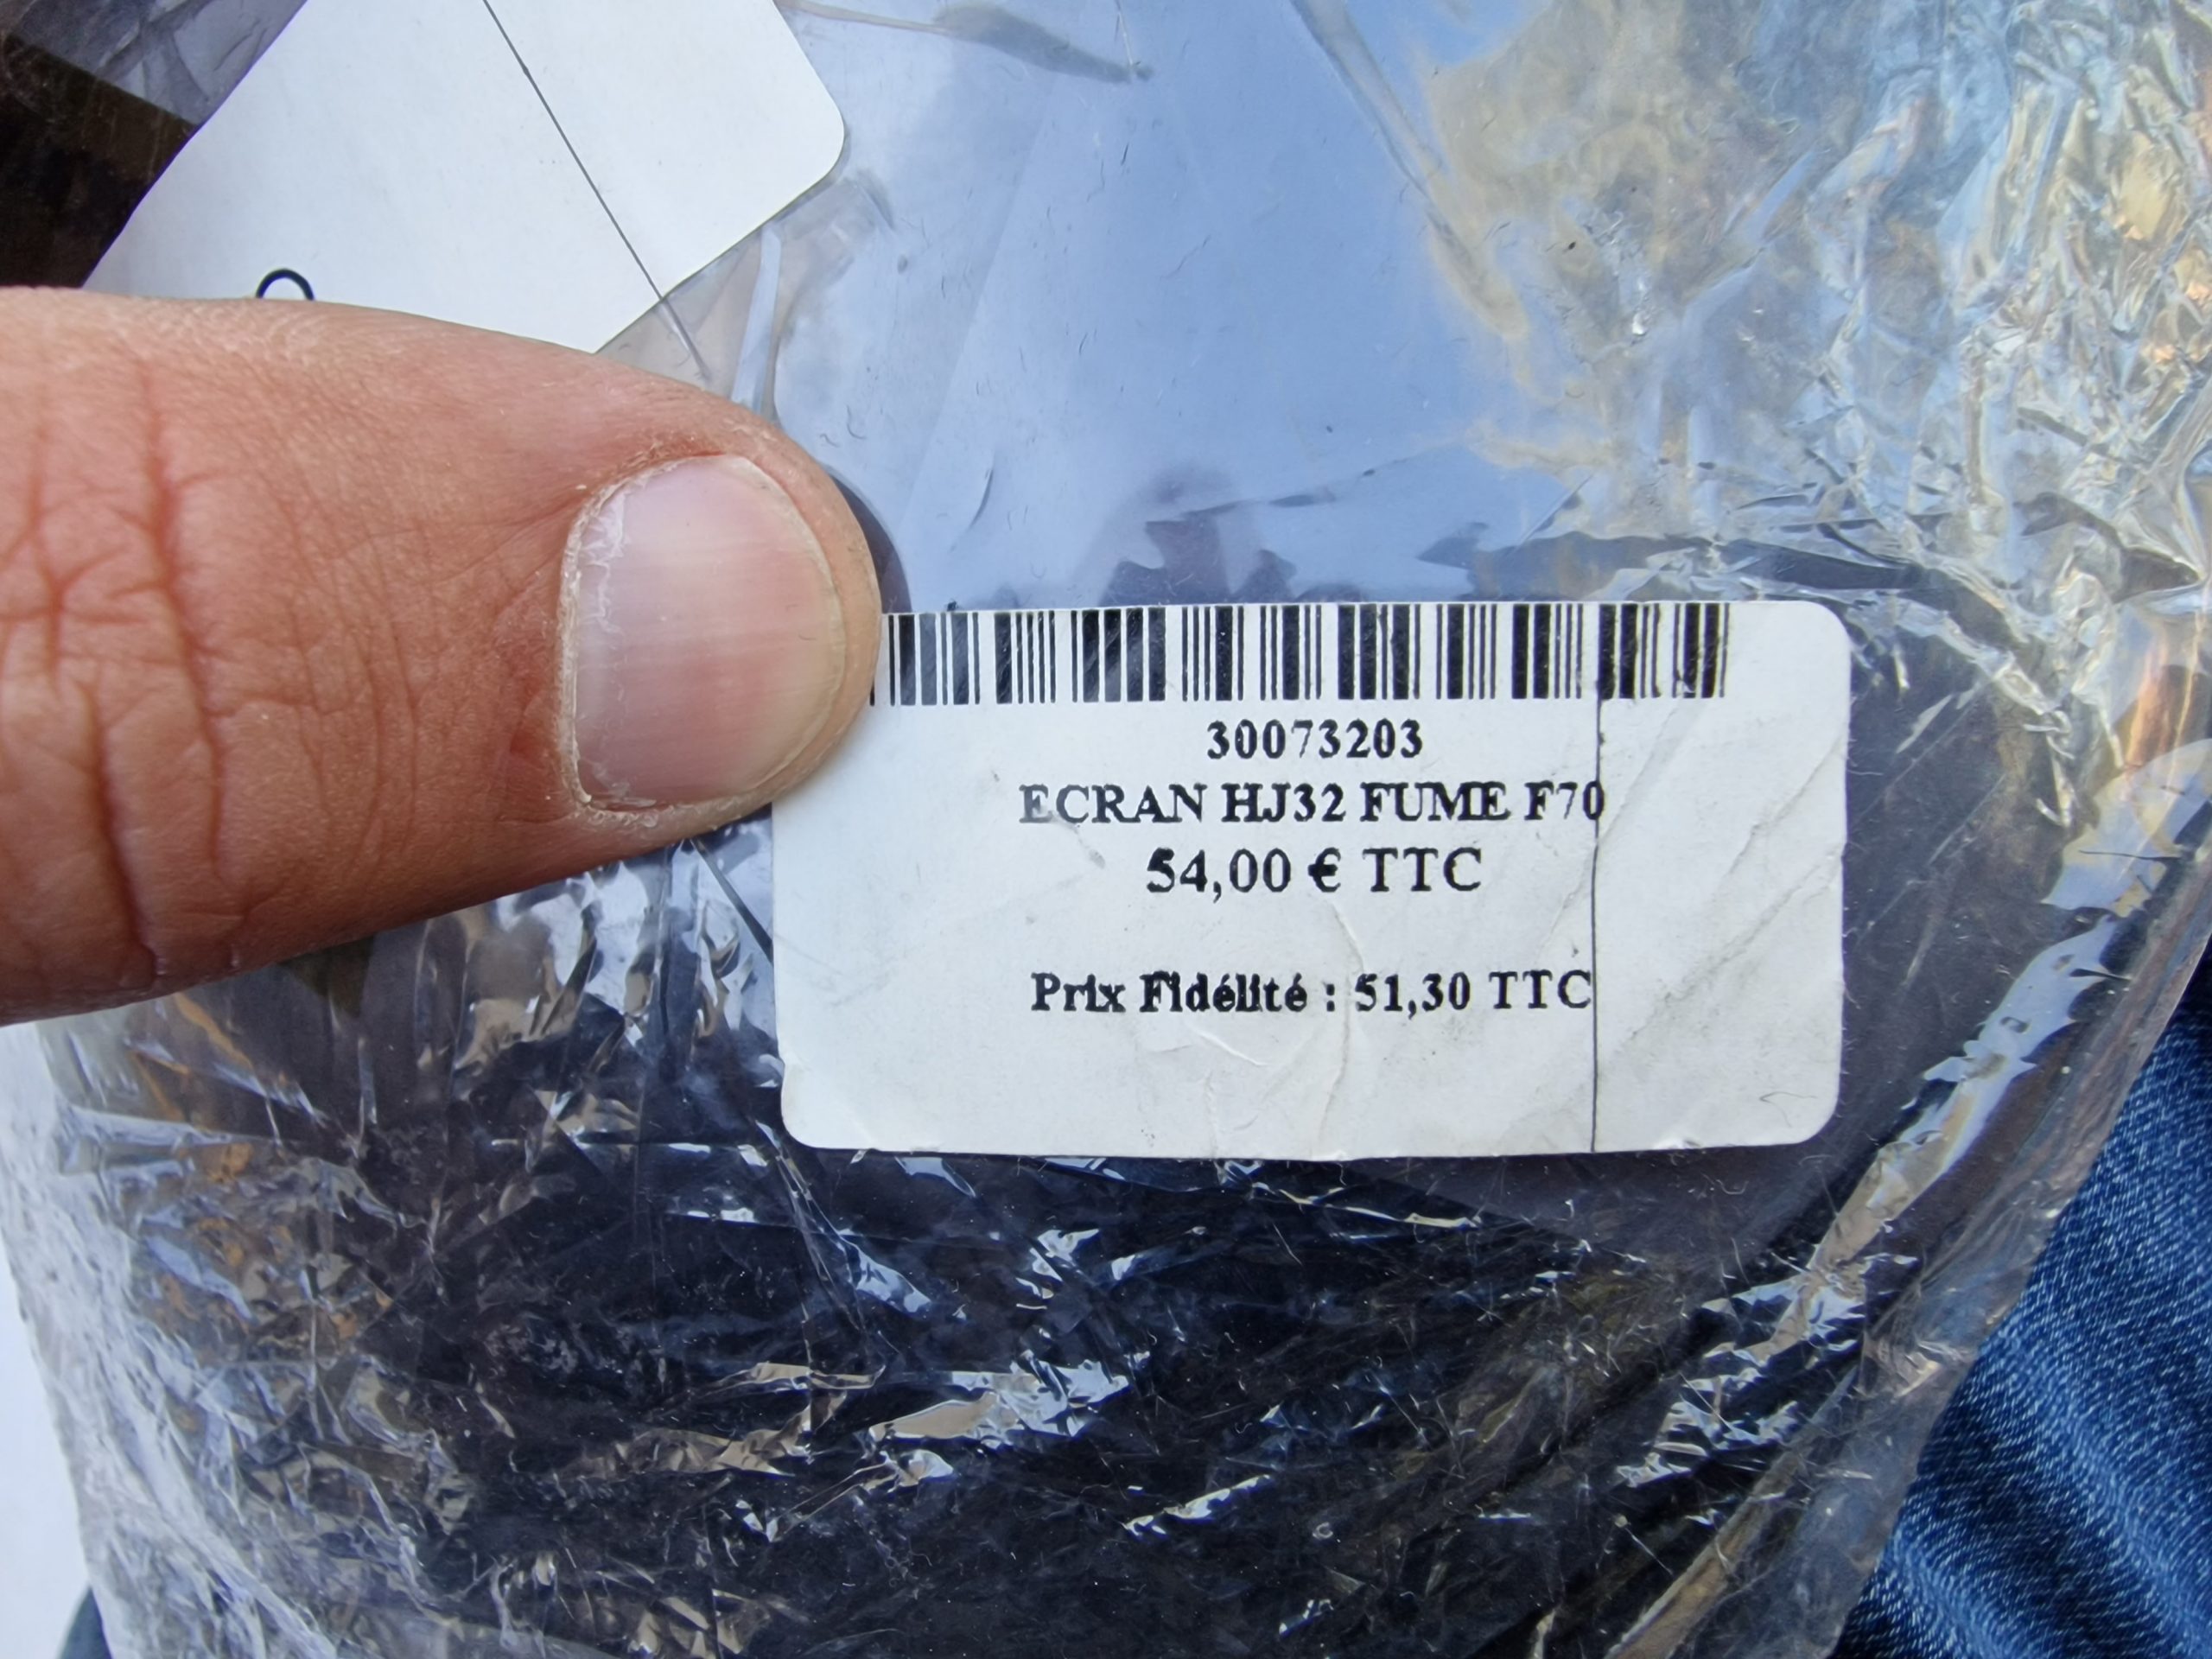 30073203
ECRAN HJ32 FUME F70
54,00 € TTC
Prix Fidélité : 51,30 TTC